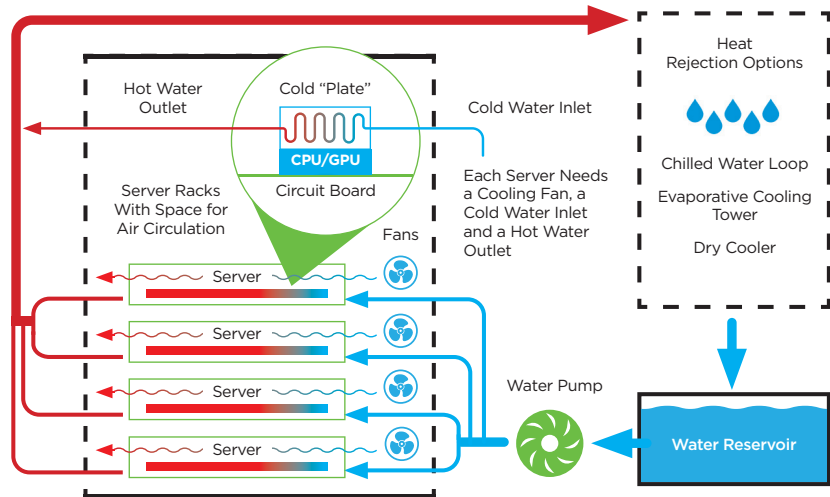 Heat
Rejection Options
Hot Water
Outlet
Cold “Plate”
Cold Water Inlet
CPU/GPU
Circuit Board
Chilled Water Loop
Evaporative Cooling
Tower
Dry Cooler
Each Server Needs
a Cooling Fan, a
Cold Water Inlet
and a Hot Water
Outlet
Server Racks
With Space for
Air Circulation
Fans
Server
Server
Server
Server
Water Pump
Water Reservoir